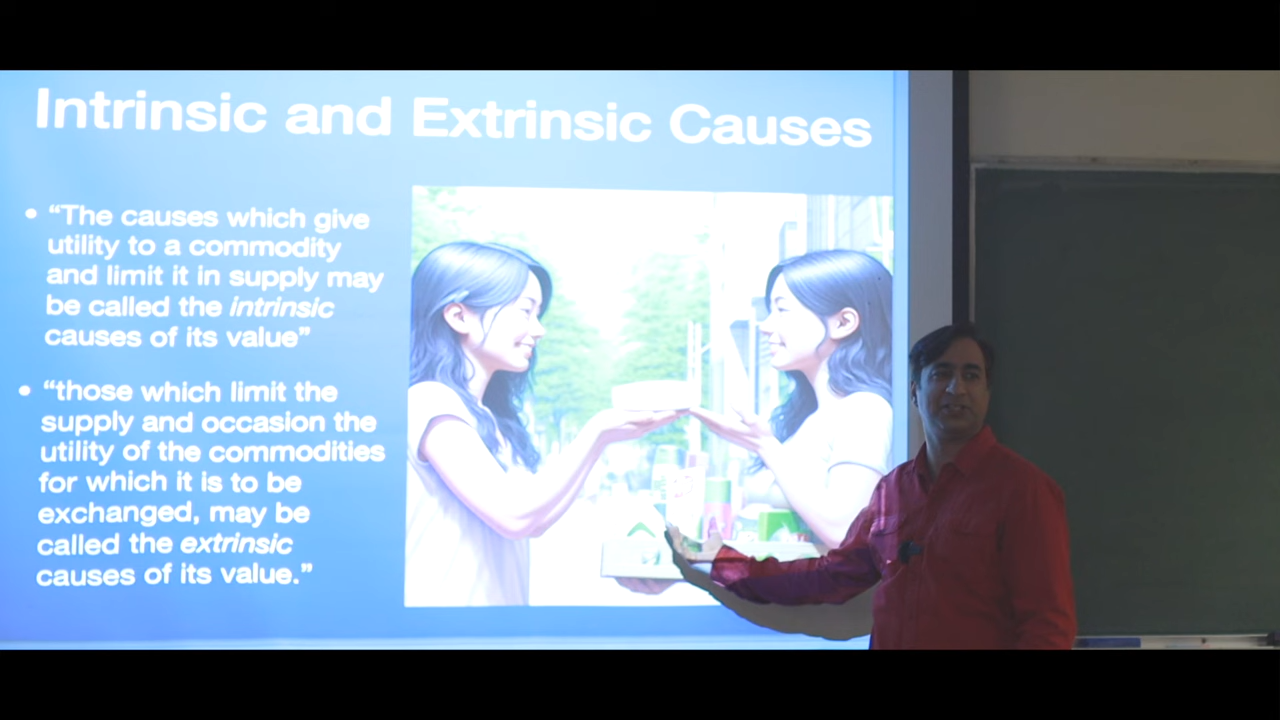 Intrinsic and Extrinsic Causes
• “The causes which give
utility to a commodity
and limit it in supply may
be called the intrinsic
causes of its value”
• “those which limit the
supply and occasion the
utility of the commodities
for which it is to be
exchanged, may be
called the extrinsic
causes of its value.”